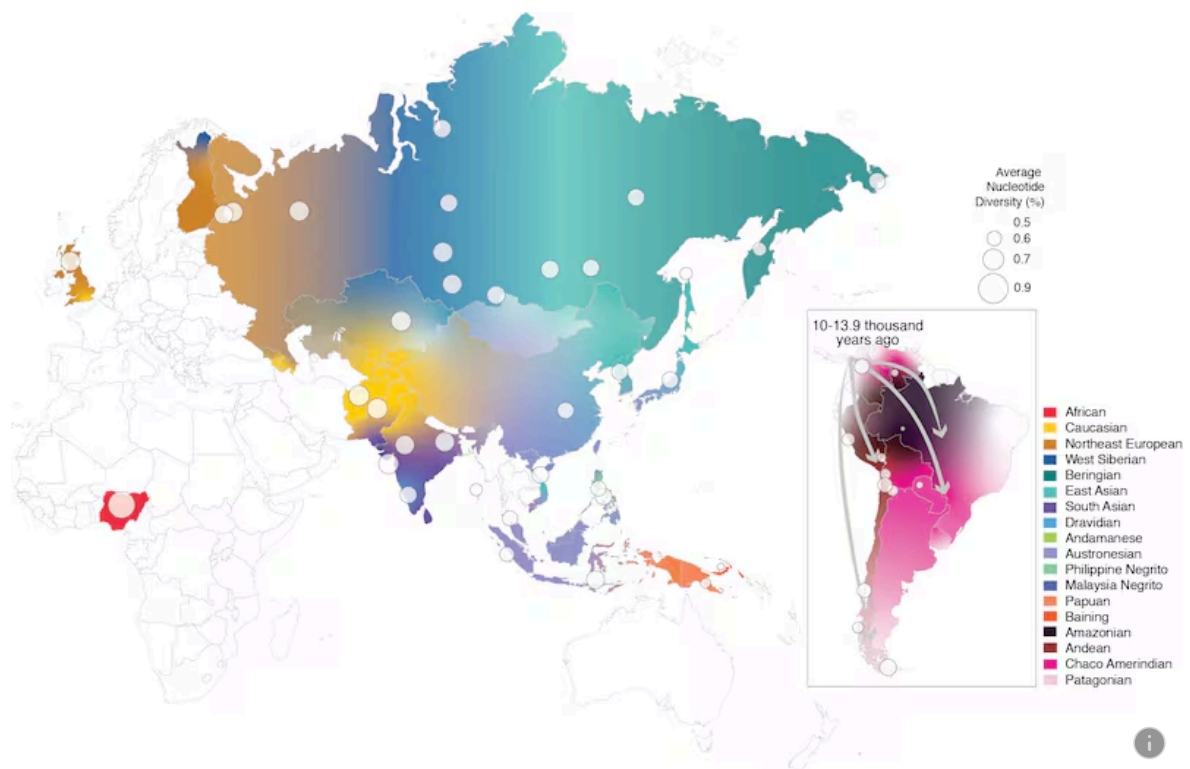 Average
Nucleotide
Diversity (%)
0.5
0.6
0.7
0.9
10-13.9 thousand
years ago
African
Caucasian
Northeast European
West Siberian
Beringian
East Asian
South Asian
Dravidian
Andamanese
Austronesian
Philippine Negrito
Malaysia Negrito
Papuan
Baining
Amazonian
Andean
Chaco Amerindian
Patagonian
i